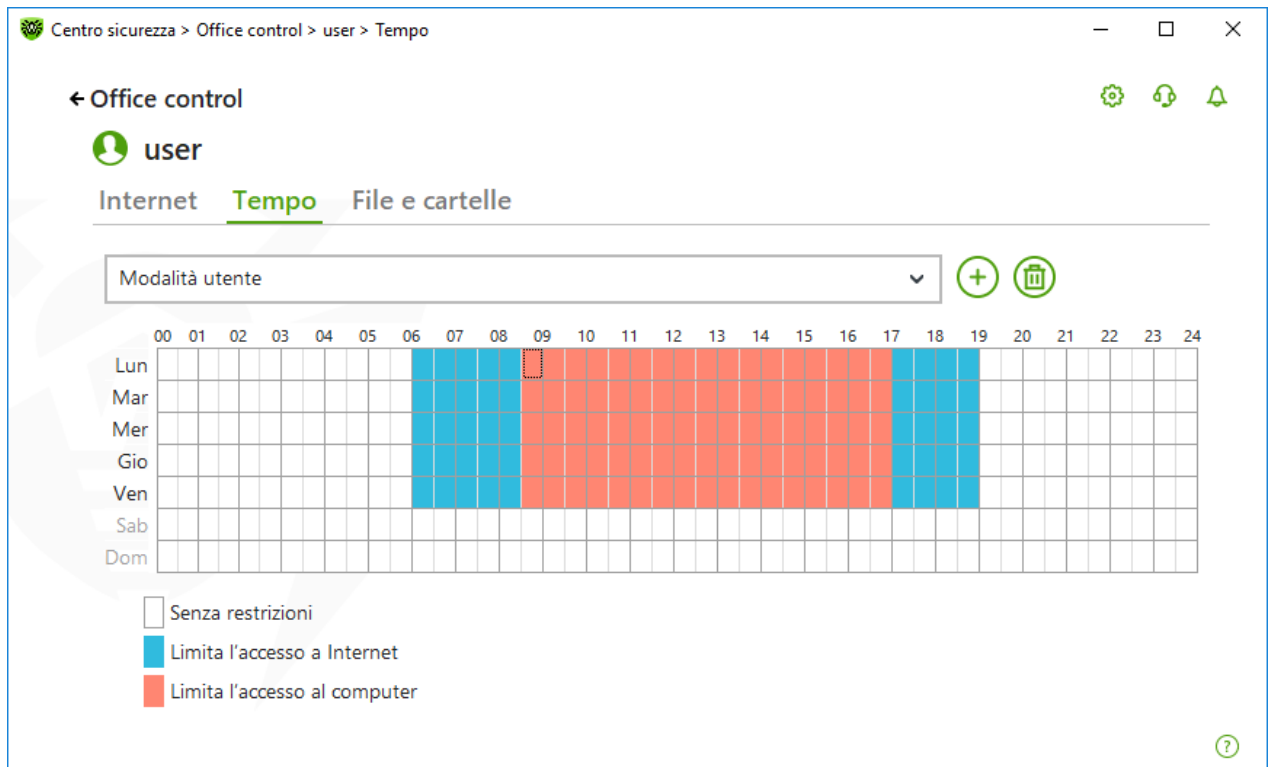 Centro sicurezza > Office control > user > Tempo
Office control
user
Internet Tempo File e cartelle
Modalità utente
00 01 02 03 04 05 06 07 08 09 10 11 12 13 14 15 16 17 18 19 20 21 22 23 24
Lun
Mar
Mer
Gio
Ven
Sab
Dom
Senza restrizioni
Limita l'accesso a Internet
Limita l'accesso al computer
?